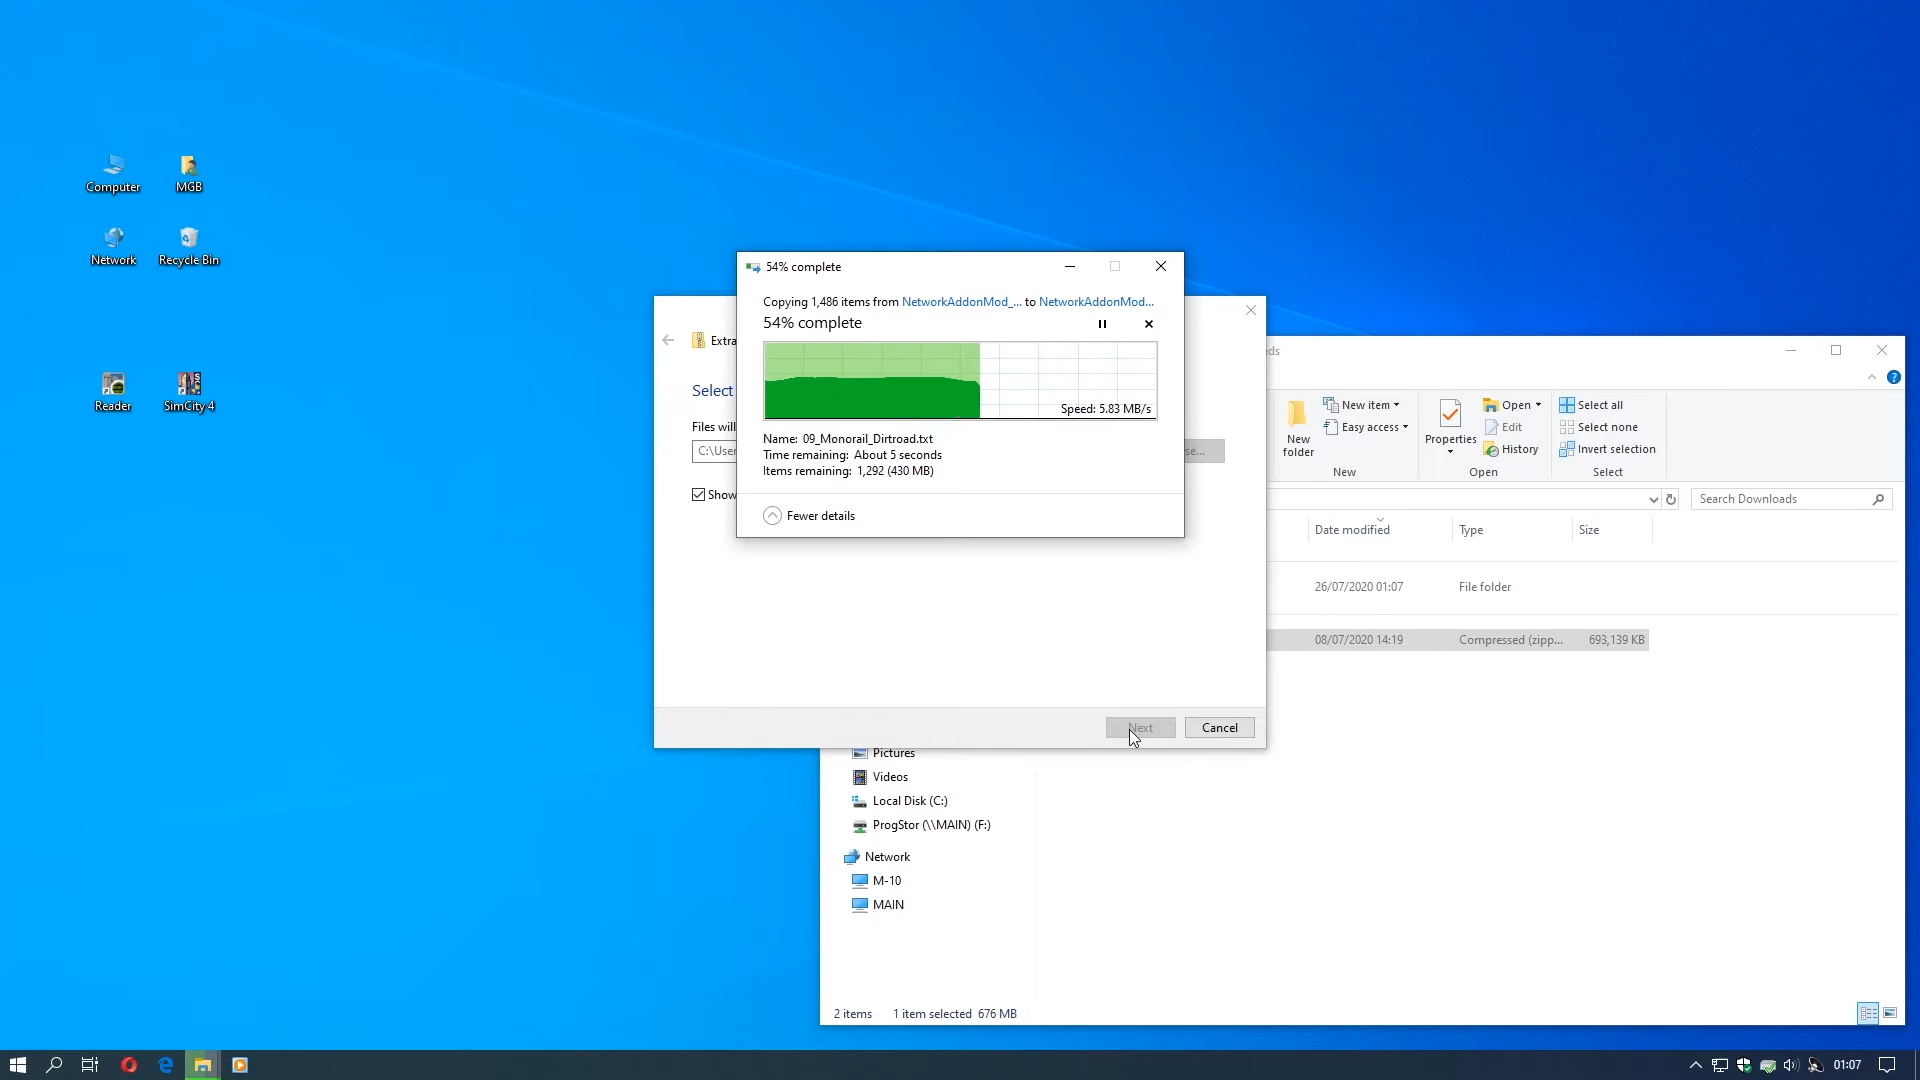 Computer
MGB
Network
Recycle Bin
Reader
SimCity 4
54% complete
Copying 1,486 items from NetworkAddonMod_... to NetworkAddonMod...
54% complete
Speed: 5.83 MB/s
Name: 09_Monorail_Dirtroad.txt
Time remaining: About 5 seconds
Items remaining: 1,292 (430 MB)
Fewer details
Extra
Select
Files will
C:\User
se...
Show
Next
Cancel
ds
New folder
New item
Easy access
New
Properties
Open
Edit
History
Open
Select all
Select none
Invert selection
Select
Search Downloads
Date modified
Type
Size
26/07/2020 01:07
File folder
08/07/2020 14:19
Compressed (zipp...
693,139 KB
Pictures
Videos
Local Disk (C:)
ProgStor (\\MAIN) (F:)
Network
M-10
MAIN
2 items
1 item selected 676 MB
01:07